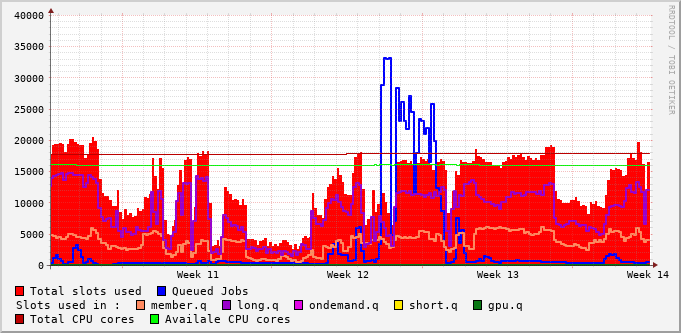 RRDTOOL / TOBI OETIKER
40000
35000
30000
25000
20000
15000
10000
5000
0
Week 11 Week 12 Week 13 Week 14
Total slots used Queued Jobs
Slots used in : member.q long.q ondemand.q short.q gpu.q
Total CPU cores Availale CPU cores